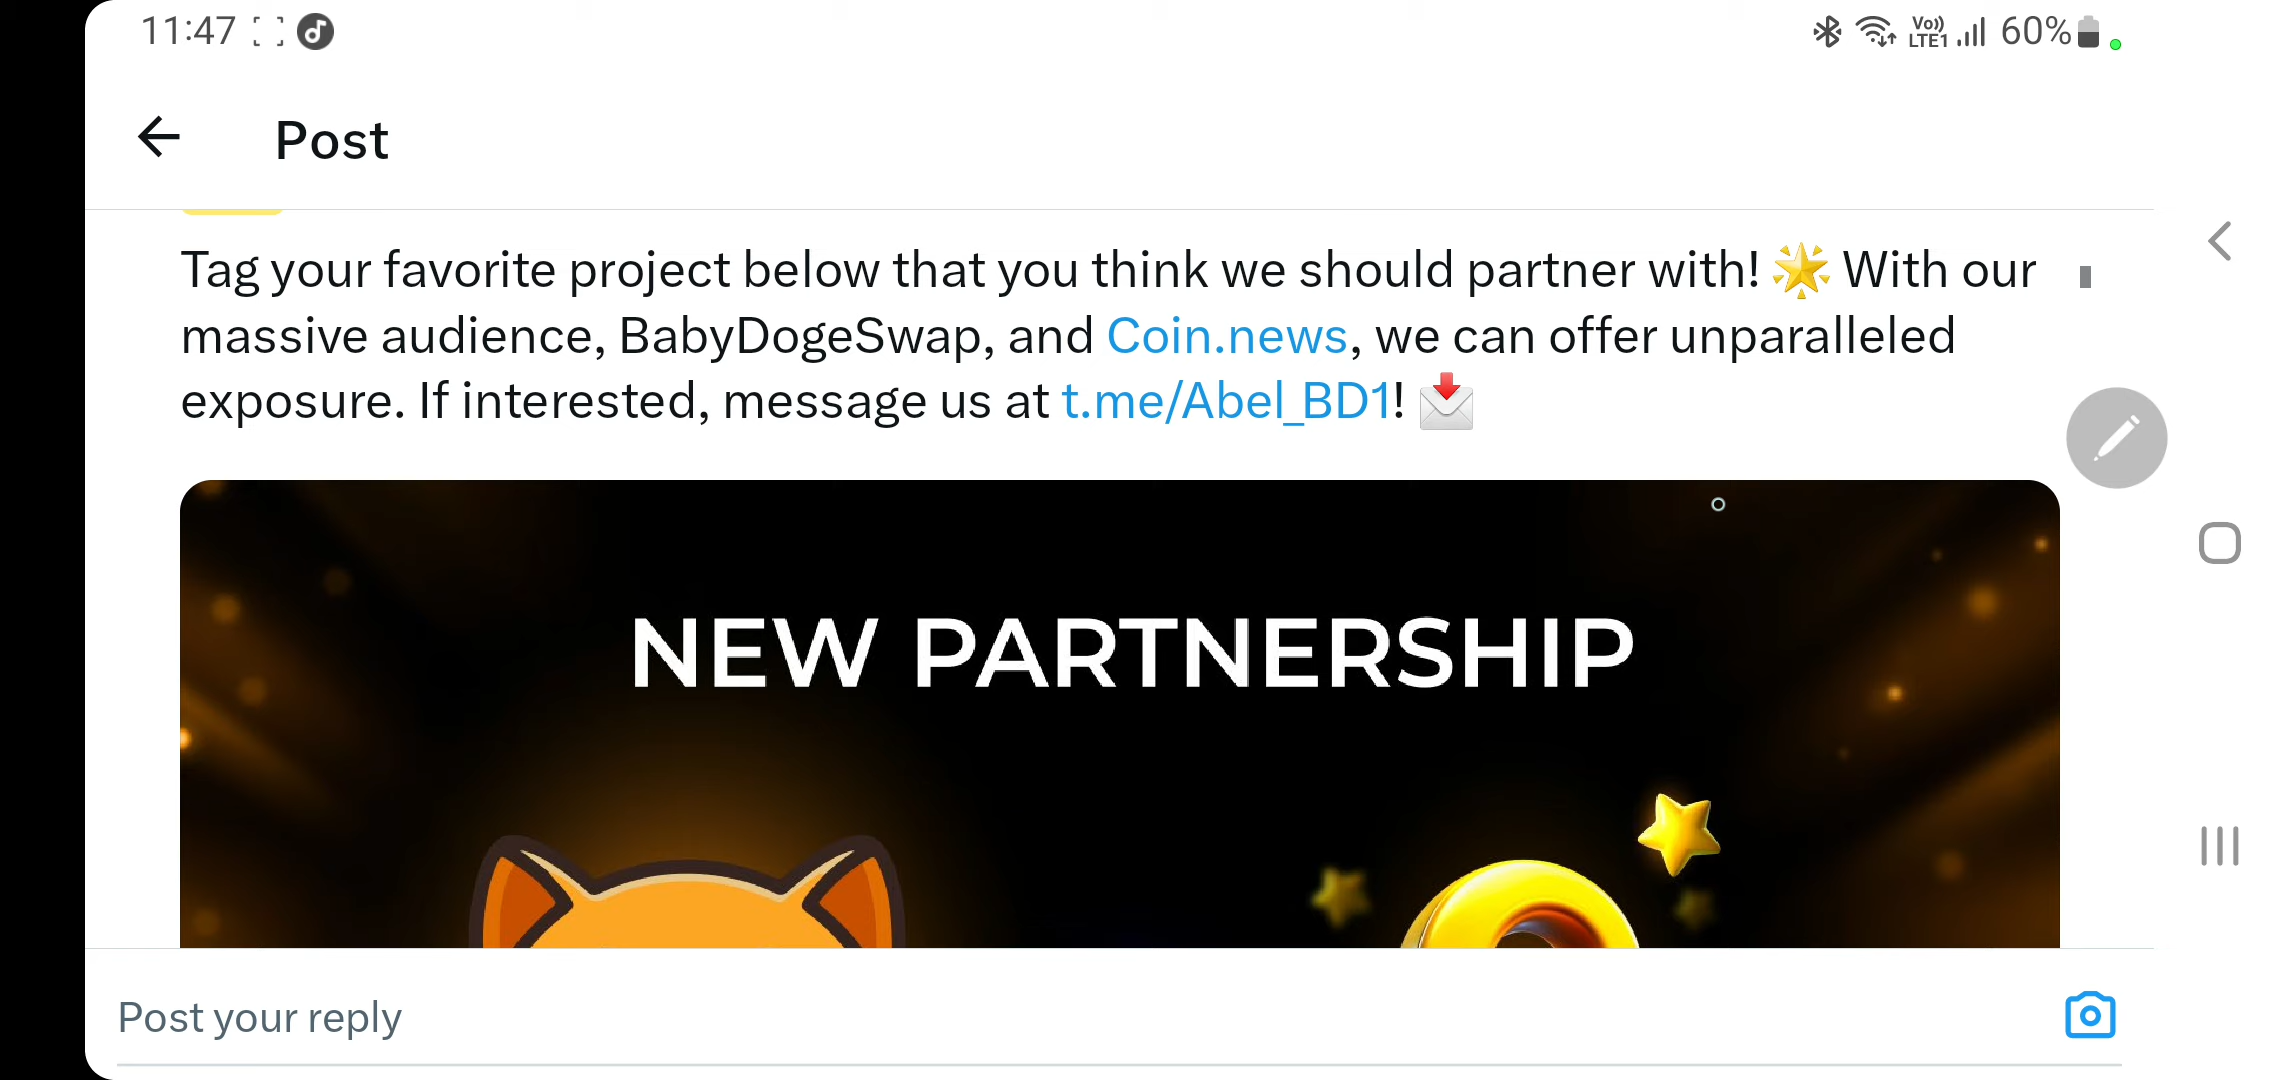 11:47
Vo)) LTE1 60%
Post
Tag your favorite project below that you think we should partner with! 🌟 With our
massive audience, BabyDogeSwap, and Coin.news, we can offer unparalleled
exposure. If interested, message us at t.me/Abel_BD1! 📩
NEW PARTNERSHIP
Post your reply